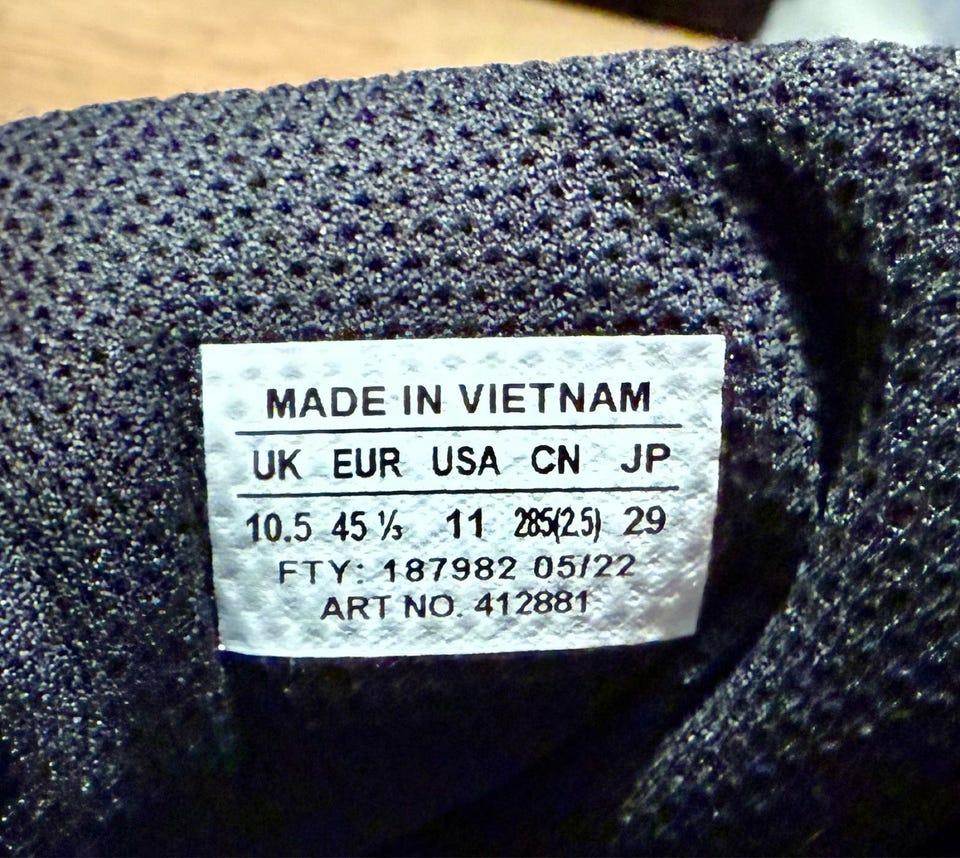 MADE IN VIETNAM
UK EUR USA CN JP
10.5 45 ⅓ 11 285(2.5) 29
FTY: 187982 05/22
ART NO. 412881